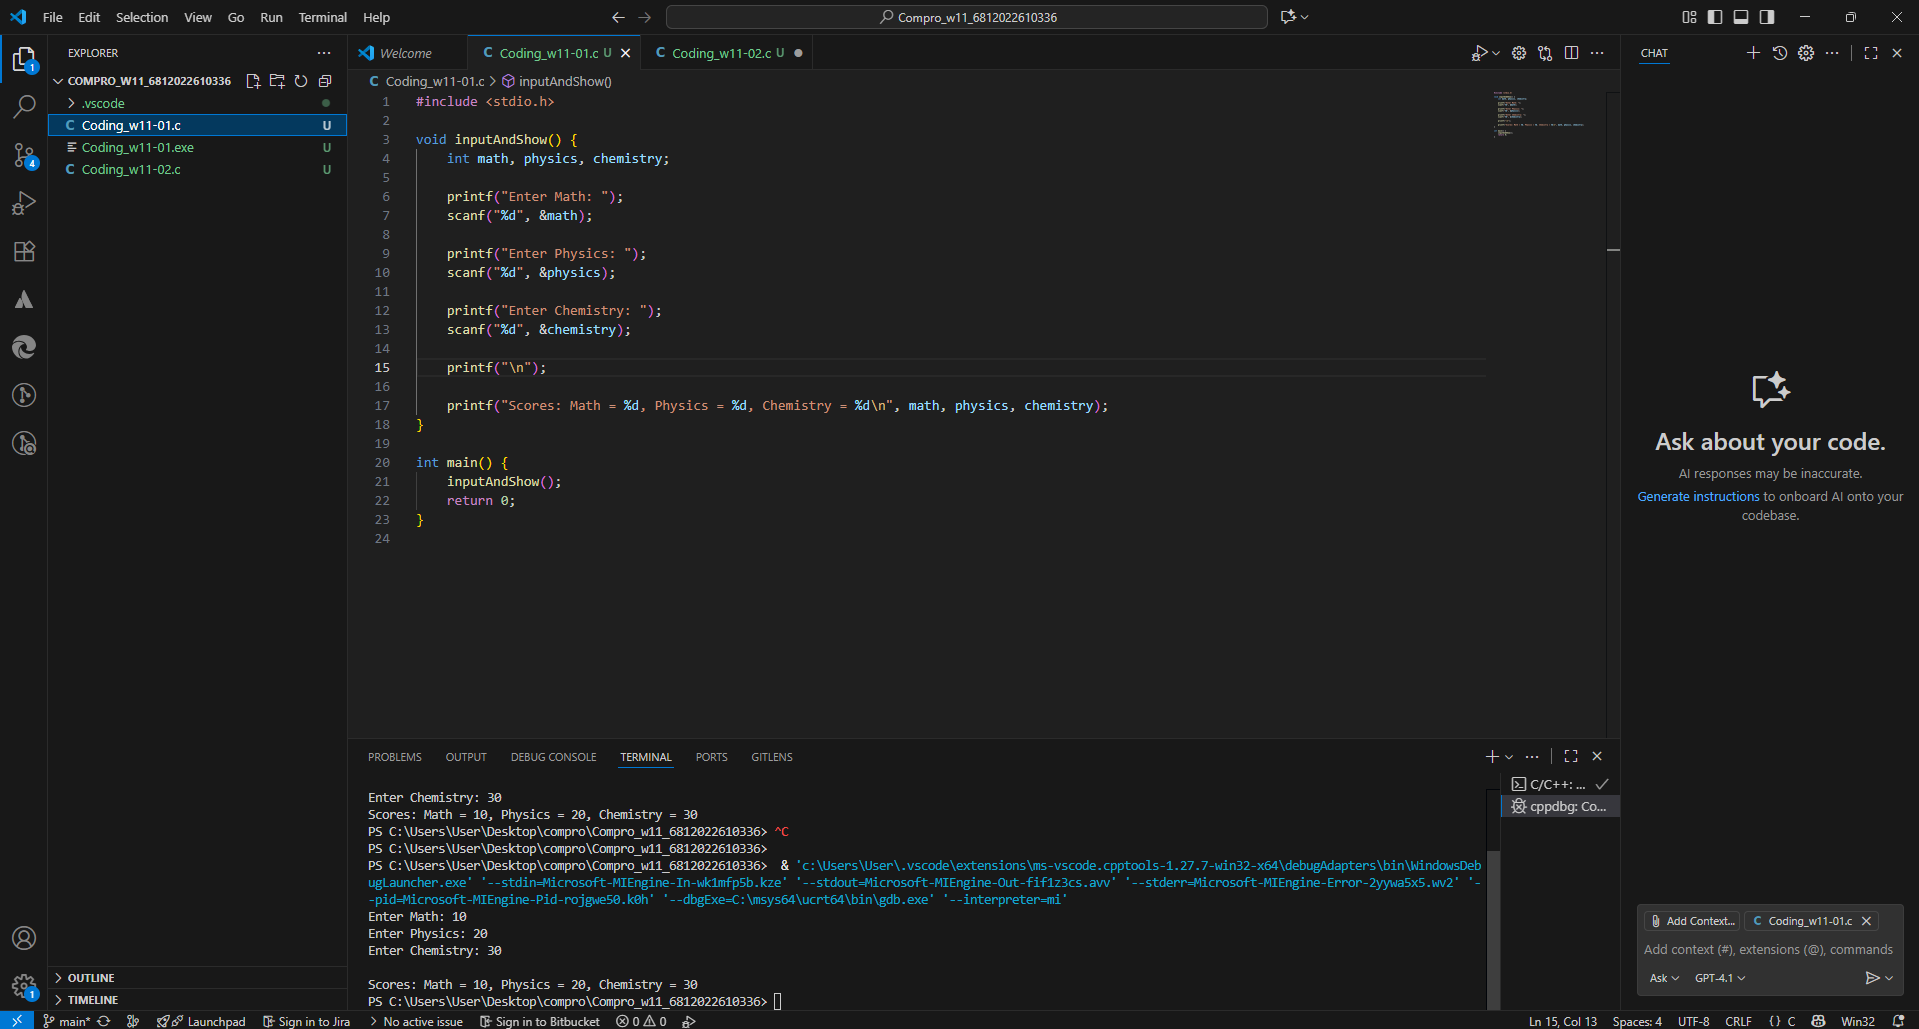 File Edit Selection View Go Run Terminal Help
Compro_w11_6812022610336
EXPLORER
COMPRO_W11_6812022610336
.vscode
C Coding_w11-01.c U
Coding_w11-01.exe U
C Coding_w11-02.c U
OUTLINE
TIMELINE
Welcome
C Coding_w11-01.c U
C Coding_w11-02.c U
C Coding_w11-01.c > inputAndShow()
1 #include <stdio.h>
2
3 void inputAndShow() {
4 int math, physics, chemistry;
5
6 printf("Enter Math: ");
7 scanf("%d", &math);
8
9 printf("Enter Physics: ");
10 scanf("%d", &physics);
11
12 printf("Enter Chemistry: ");
13 scanf("%d", &chemistry);
14
15 printf("\n");
16
17 printf("Scores: Math = %d, Physics = %d, Chemistry = %d\n", math, physics, chemistry);
18 }
19
20 int main() {
21 inputAndShow();
22 return 0;
23 }
24
PROBLEMS OUTPUT DEBUG CONSOLE TERMINAL PORTS GITLENS
Enter Chemistry: 30
Scores: Math = 10, Physics = 20, Chemistry = 30
PS C:\Users\User\Desktop\compro\Compro_w11_6812022610336> ^C
PS C:\Users\User\Desktop\compro\Compro_w11_6812022610336>
PS C:\Users\User\Desktop\compro\Compro_w11_6812022610336> & 'c:\Users\User\.vscode\extensions\ms-vscode.cpptools-1.27.7-win32-x64\debugAdapters\bin\WindowsDeb
ugLauncher.exe' '--stdin=Microsoft-MIEngine-In-wk1mfp5b.kze' '--stdout=Microsoft-MIEngine-Out-fif1z3cs.avv' '--stderr=Microsoft-MIEngine-Error-2yywa5x5.wv2' '-
-pid=Microsoft-MIEngine-Pid-rojgwe50.k0h' '--dbgExe=C:\msys64\ucrt64\bin\gdb.exe' '--interpreter=mi'
Enter Math: 10
Enter Physics: 20
Enter Chemistry: 30

Scores: Math = 10, Physics = 20, Chemistry = 30
PS C:\Users\User\Desktop\compro\Compro_w11_6812022610336>
C/C++: ...
cppdbg: Co...
CHAT
Ask about your code.
AI responses may be inaccurate.
Generate instructions to onboard AI onto your
codebase.
Add Context... C Coding_w11-01.c
Add context (#), extensions (@), commands
Ask GPT-4.1
1
4
1
main* Launchpad Sign in to Jira No active issue Sign in to Bitbucket 0 0
Ln 15, Col 13 Spaces: 4 UTF-8 CRLF {} C Win32